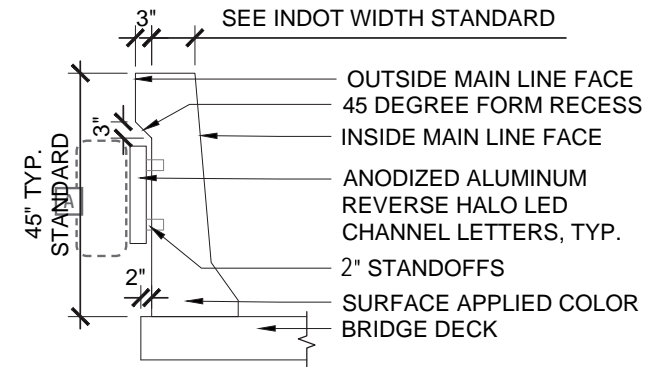 3" SEE INDOT WIDTH STANDARD
OUTSIDE MAIN LINE FACE
45 DEGREE FORM RECESS
INSIDE MAIN LINE FACE
ANODIZED ALUMINUM
REVERSE HALO LED
CHANNEL LETTERS, TYP.
2" STANDOFFS
SURFACE APPLIED COLOR
BRIDGE DECK
3"
45" TYP.
STANDARD
A
2"